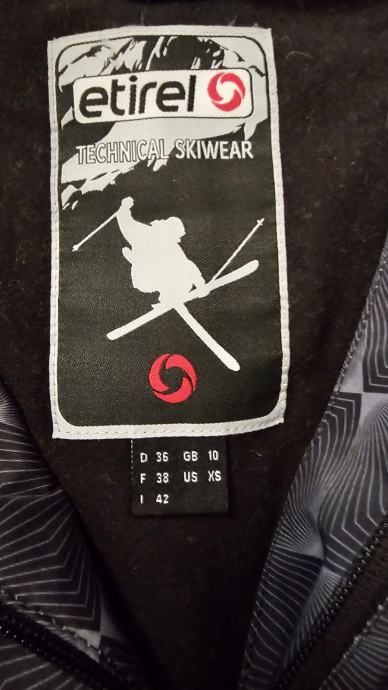 etirel
TECHNICAL SKIWEAR
D 36 GB 10
F 38 US XS
I 42